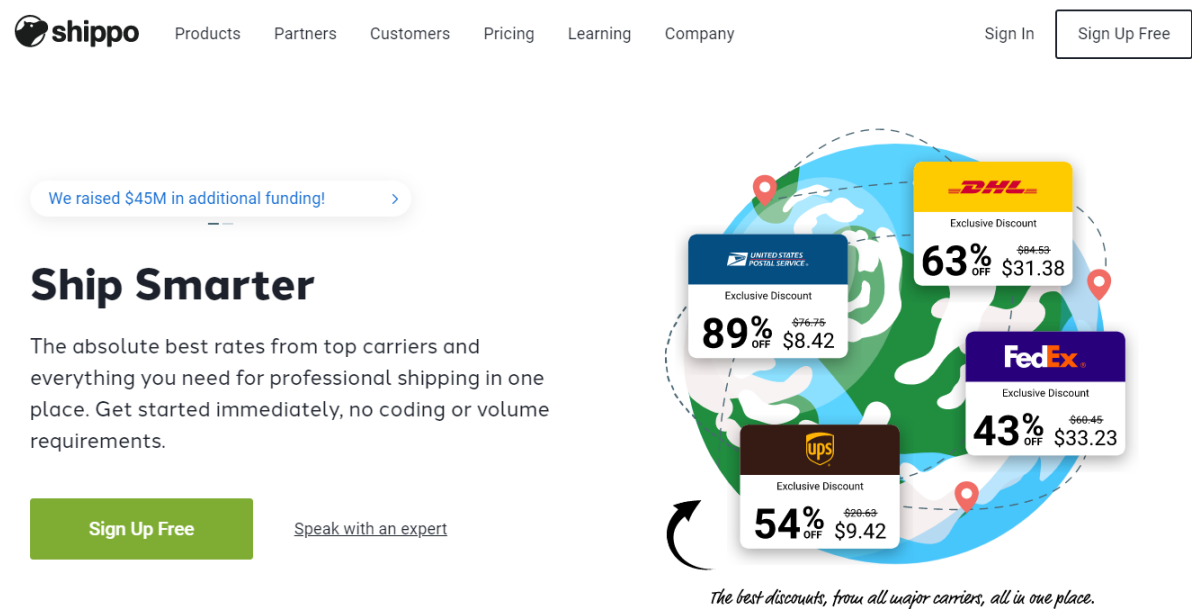 shippo
Products Partners Customers Pricing Learning Company Sign In Sign Up Free
We raised $45M in additional funding!
Ship Smarter
The absolute best rates from top carriers and
everything you need for professional shipping in one
place. Get started immediately, no coding or volume
requirements.
Sign Up Free
Speak with an expert
DHL
Exclusive Discount
63% OFF $84.53 $31.38
UNITED STATES
POSTAL SERVICE
Exclusive Discount
89% OFF $76.75 $8.42
FedEx
Exclusive Discount
43% OFF $60.45 $33.23
ups
Exclusive Discount
54% OFF $20.63 $9.42
The best discounts, from all major carriers, all in one place.